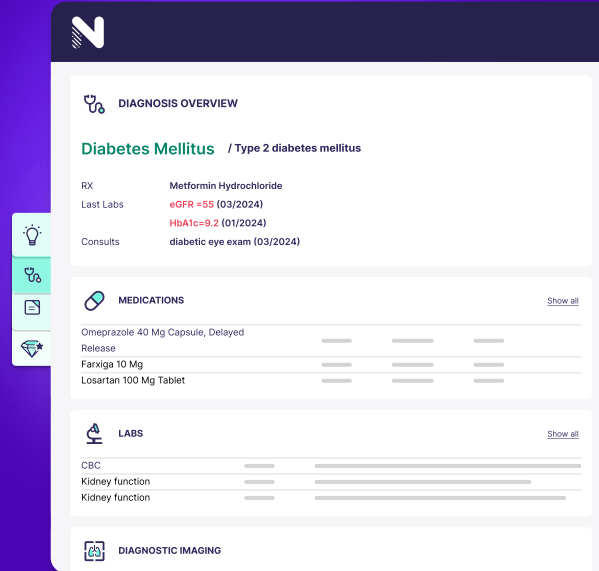 N
DIAGNOSIS OVERVIEW
Diabetes Mellitus / Type 2 diabetes mellitus
RX Metformin Hydrochloride
Last Labs eGFR =55 (03/2024)
HbA1c=9.2 (01/2024)
Consults diabetic eye exam (03/2024)
MEDICATIONS Show all
Omeprazole 40 Mg Capsule, Delayed
Release
Farxiga 10 Mg
Losartan 100 Mg Tablet
LABS Show all
CBC
Kidney function
Kidney function
DIAGNOSTIC IMAGING